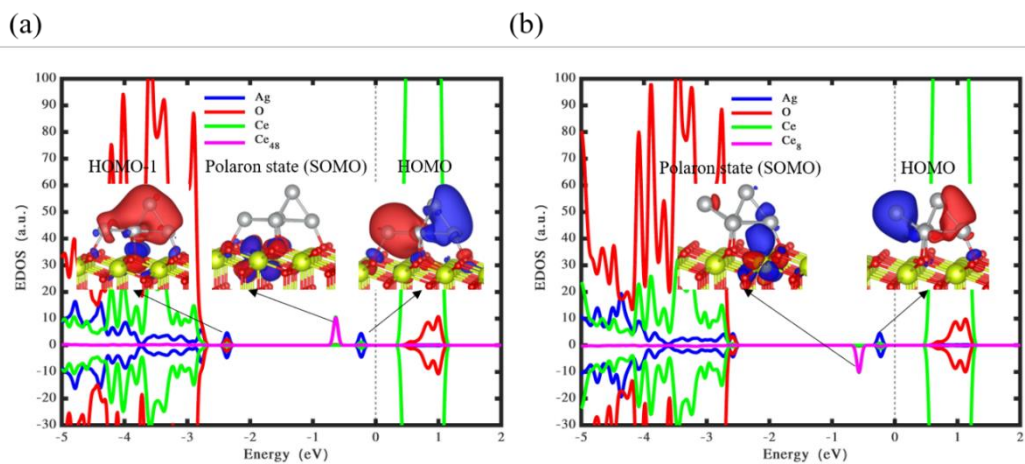 (a)
(b)
100
90
80
70
60
50
40
30
20
10
0
-10
-20
-30
EDOS (a.u.)
Ag
O
Ce
Ce48
HOMO-1
Polaron state (SOMO)
HOMO
-5 -4 -3 -2 -1 0 1 2
Energy (eV)
100
90
80
70
60
50
40
30
20
10
0
-10
-20
-30
EDOS (a.u.)
Ag
O
Ce
Ce8
Polaron state (SOMO)
HOMO
-5 -4 -3 -2 -1 0 1 2
Energy (eV)